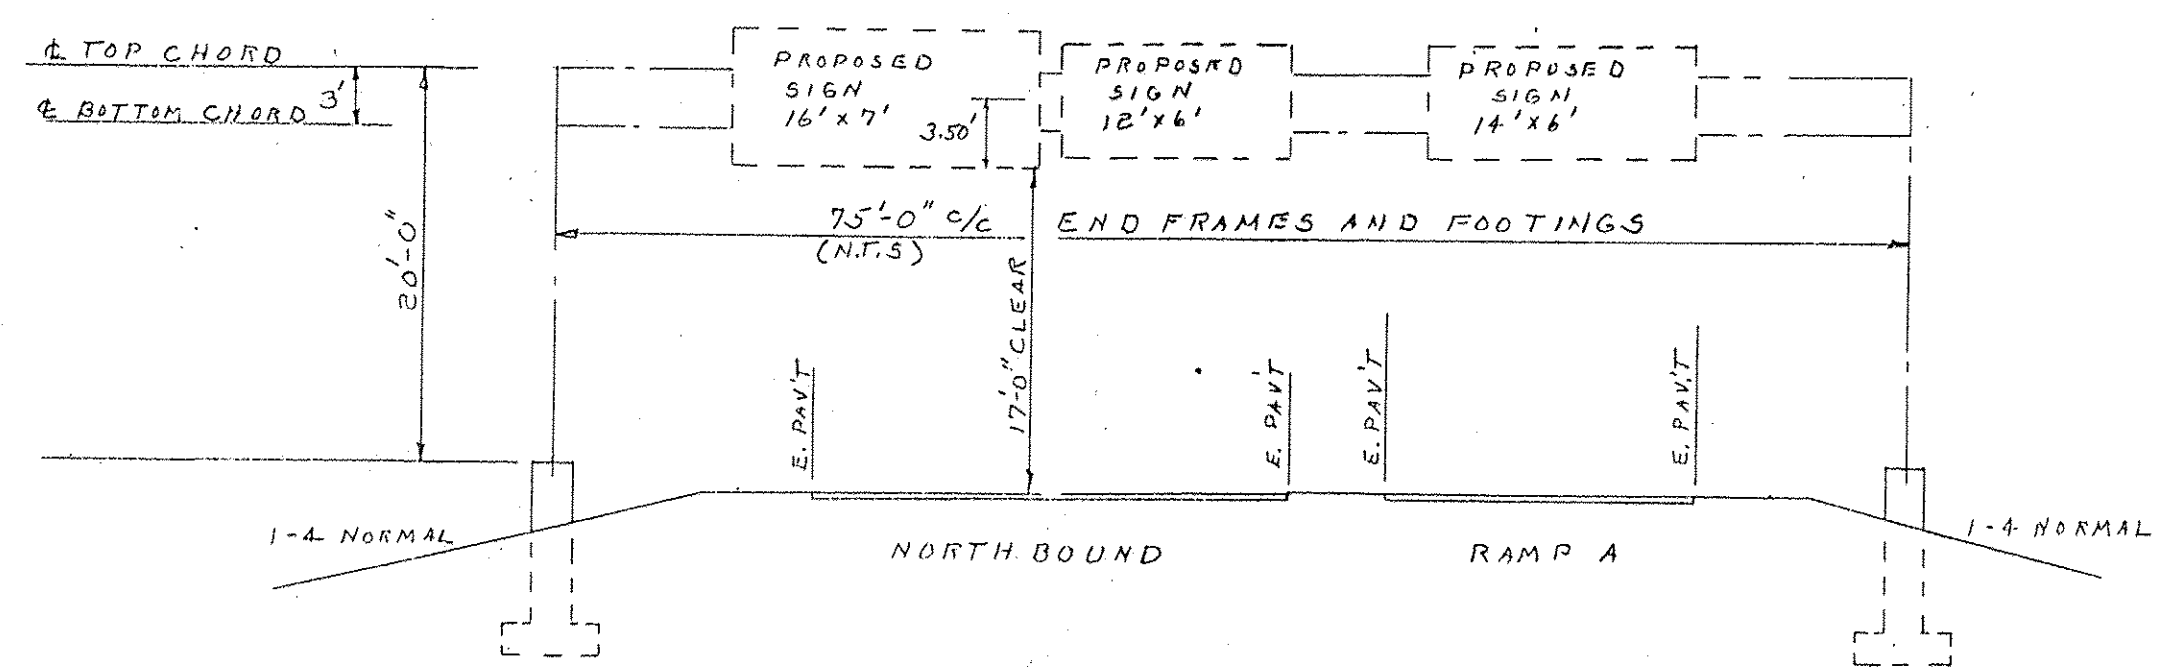 ℄ TOP CHORD
℄ BOTTOM CHORD
3'
20'-0"
PROPOSED
SIGN
16' x 7'
3.50'
PROPOSED
SIGN
12' x 6'
PROPOSED
SIGN
14' x 6'
75'-0" c/c END FRAMES AND FOOTINGS
(N.T.S)
17'-0" CLEAR
E. PAV'T
E. PAV'T
E. PAV'T
E. PAV'T
1-4 NORMAL
NORTH BOUND
RAMP A
1-4 NORMAL